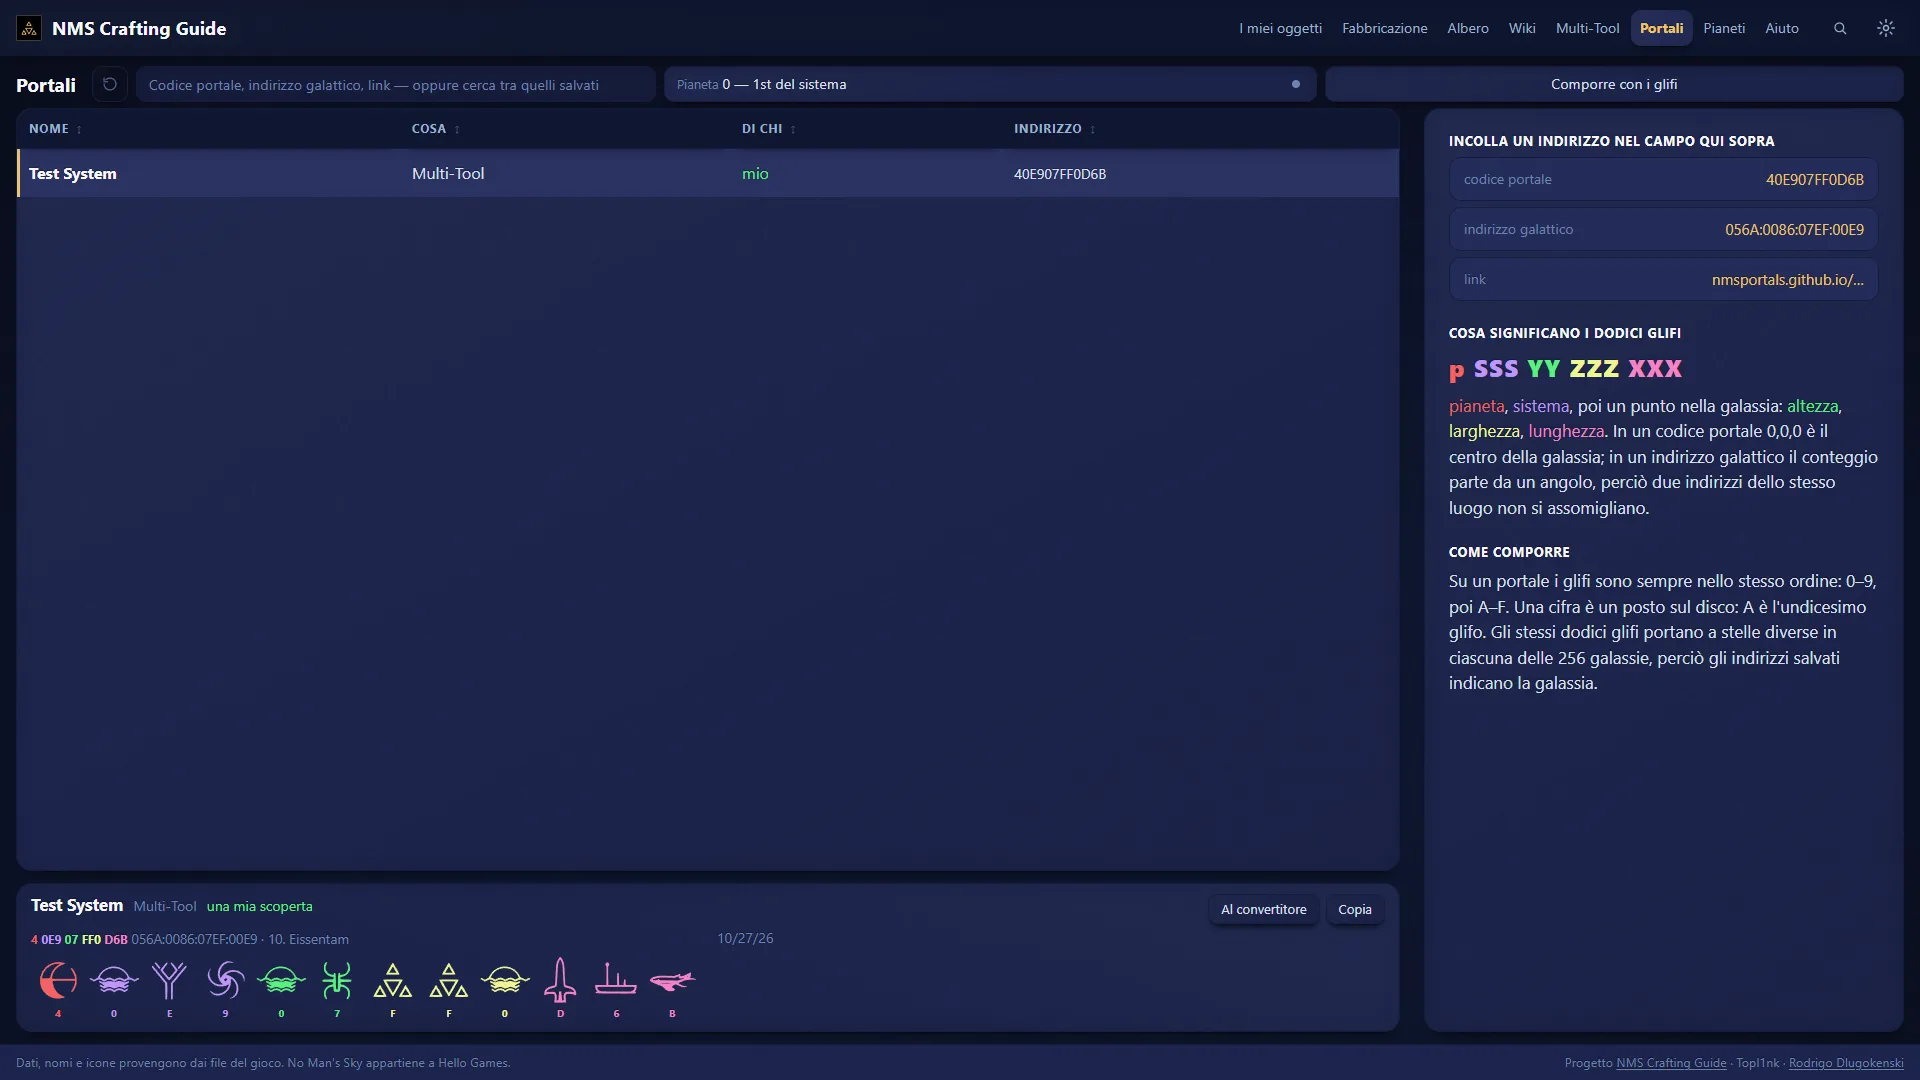 NMS Crafting Guide
I miei oggetti Fabbricazione Albero Wiki Multi-Tool Portali Pianeti Aiuto
Portali
Codice portale, indirizzo galattico, link — oppure cerca tra quelli salvati
Pianeta 0 — 1st del sistema
Comporre con i glifi
NOME ↕ COSA ↕ DI CHI ↕ INDIRIZZO ↕
Test System Multi-Tool mio 40E907FF0D6B
INCOLLA UN INDIRIZZO NEL CAMPO QUI SOPRA
codice portale 40E907FF0D6B
indirizzo galattico 056A:0086:07EF:00E9
link nmsportals.github.io/...
COSA SIGNIFICANO I DODICI GLIFI
p SSS YY ZZZ XXX
pianeta, sistema, poi un punto nella galassia: altezza,
larghezza, lunghezza. In un codice portale 0,0,0 è il
centro della galassia; in un indirizzo galattico il conteggio
parte da un angolo, perciò due indirizzi dello stesso
luogo non si assomigliano.
COME COMPORRE
Su un portale i glifi sono sempre nello stesso ordine: 0–9,
poi A–F. Una cifra è un posto sul disco: A è l'undicesimo
glifo. Gli stessi dodici glifi portano a stelle diverse in
ciascuna delle 256 galassie, perciò gli indirizzi salvati
indicano la galassia.
Test System Multi-Tool una mia scoperta
Al convertitore Copia
4 0E9 07 FF0 D6B 056A:0086:07EF:00E9 · 10. Eissentam 10/27/26
4 0 E 9 0 7 F F 0 D 6 B
Dati, nomi e icone provengono dai file del gioco. No Man's Sky appartiene a Hello Games.
Progetto NMS Crafting Guide · Topl1nk · Rodrigo Dlugokenski